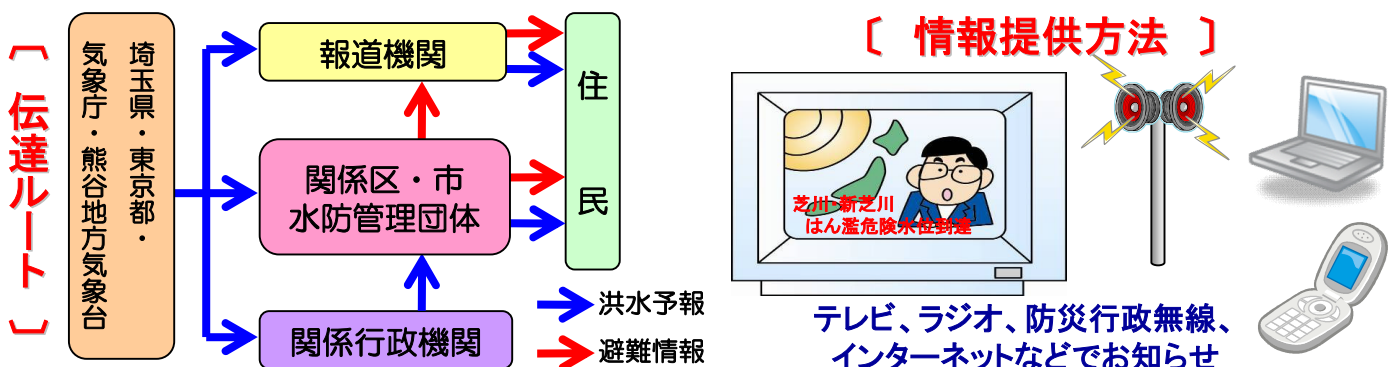 〔 伝達ルート 〕
埼玉県・東京都・
気象庁・熊谷地方気象台
報道機関
関係区・市
水防管理団体
関係行政機関
住民
洪水予報
避難情報
〔 情報提供方法 〕
芝川・新芝川
はん濫危険水位到達
テレビ、ラジオ、防災行政無線、
インターネットなどでお知らせ